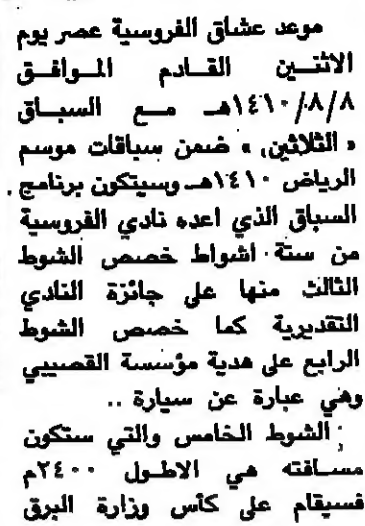 موعد عشاق الفروسية عصر يوم
الاثنين القادم الموافق
١٤١٠/٨/٨هـ مع السباق
« الثلاثين » ضمن سباقات موسم
الرياض ١٤١٠هـ وسيتكون برنامج
السباق الذي اعده نادي الفروسية
من ستة اشواط خصص الشوط
الثالث منها على جائزة النادي
التقديرية كما خصص الشوط
الرابع على هدية مؤسسة القصيبي
وهي عبارة عن سيارة ..
الشوط الخامس والتي ستكون
مسافته هي الاطول ٢٤٠٠م
فسيقام على كأس وزارة البرق